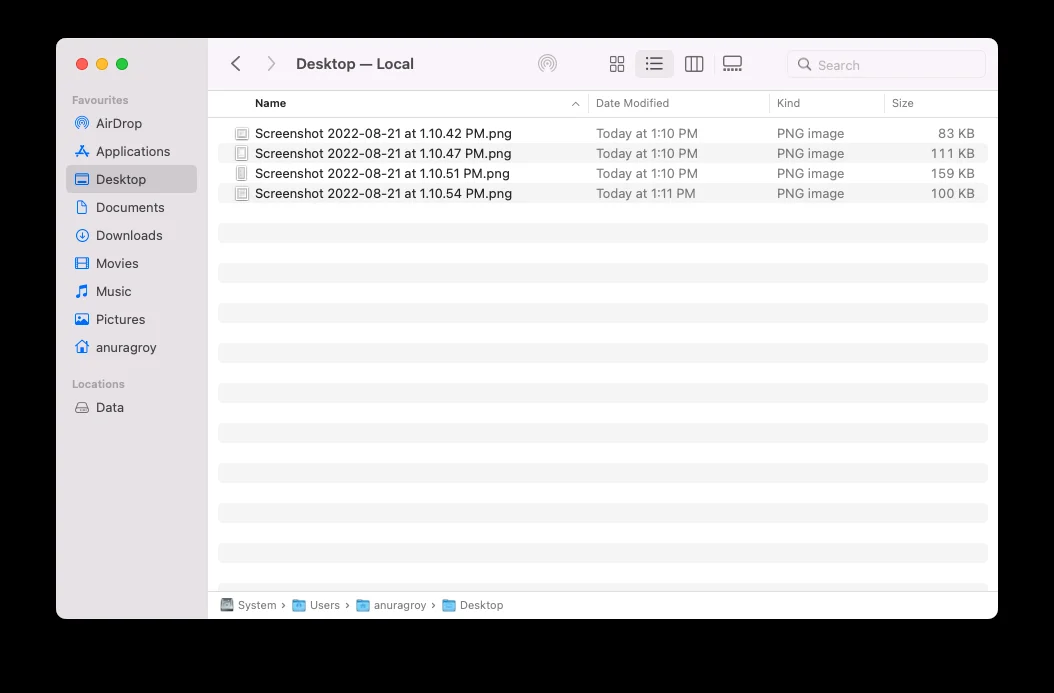 Favourites
AirDrop
Applications
Desktop
Documents
Downloads
Movies
Music
Pictures
anuragroy
Locations
Data
Desktop — Local
Search
Name Date Modified Kind Size
Screenshot 2022-08-21 at 1.10.42 PM.png Today at 1:10 PM PNG image 83 KB
Screenshot 2022-08-21 at 1.10.47 PM.png Today at 1:10 PM PNG image 111 KB
Screenshot 2022-08-21 at 1.10.51 PM.png Today at 1:10 PM PNG image 159 KB
Screenshot 2022-08-21 at 1.10.54 PM.png Today at 1:11 PM PNG image 100 KB
System › Users › anuragroy › Desktop